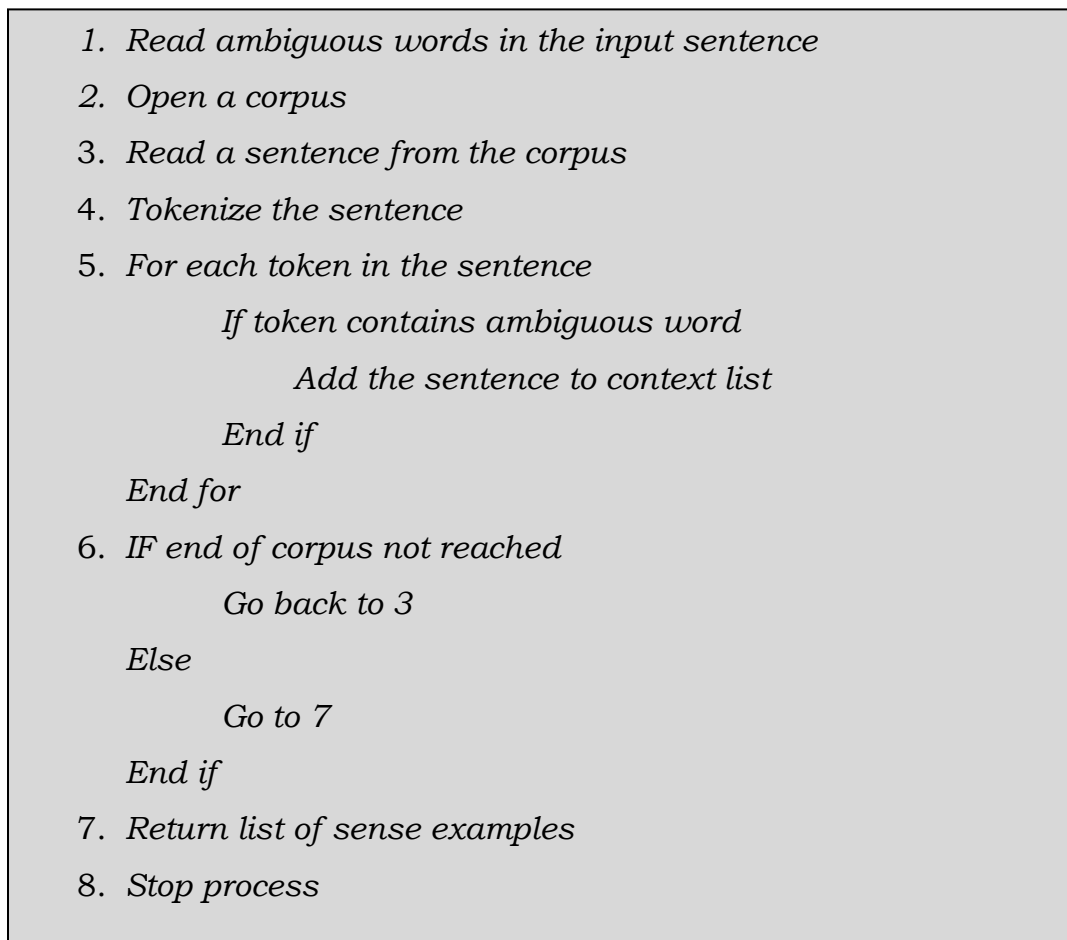 1. Read ambiguous words in the input sentence
2. Open a corpus
3. Read a sentence from the corpus
4. Tokenize the sentence
5. For each token in the sentence
If token contains ambiguous word
Add the sentence to context list
End if
End for
6. IF end of corpus not reached
Go back to 3
Else
Go to 7
End if
7. Return list of sense examples
8. Stop process